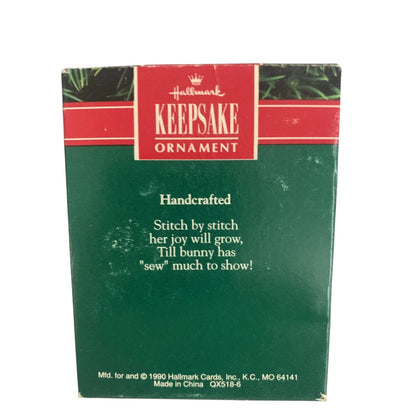 Hallmark
KEEPSAKE
ORNAMENT
Handcrafted
Stitch by stitch
her joy will grow,
Till bunny has
"sew" much to show!
Mfd. for and © 1990 Hallmark Cards, Inc., K.C., MO 64141
Made in China QX518-6